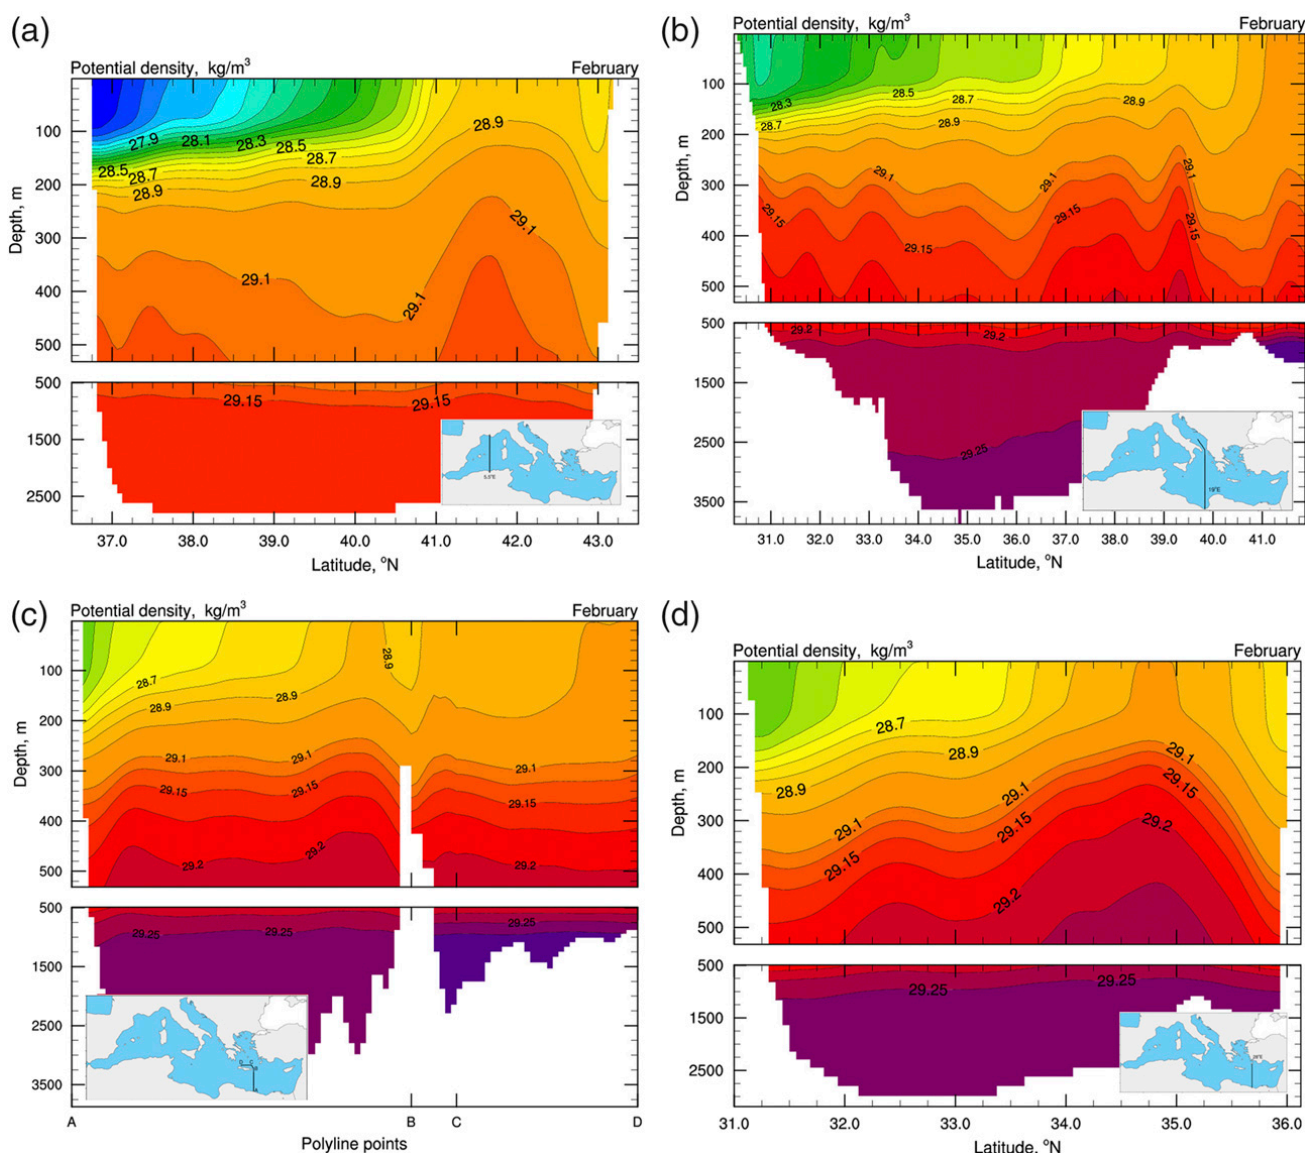 (a)
Potential density, kg/m³ February
100
200
300
400
500
Depth, m
27.9 28.1 28.3 28.5 28.7 28.9
28.5 28.7 28.9
28.9
29.1 29.1 29.1
500
1500
2500
29.15 29.15
37.0 38.0 39.0 40.0 41.0 42.0 43.0
Latitude, °N
(b)
Potential density, kg/m³ February
100
200
300
400
500
Depth, m
28.3 28.5 28.7 28.9
28.7 28.9
29.1 29.1 29.1
29.15 29.15 29.15 29.15
500
1500
2500
3500
29.2 29.2
29.25
19°E
31.0 32.0 33.0 34.0 35.0 36.0 37.0 38.0 39.0 40.0 41.0
Latitude, °N
(c)
Potential density, kg/m³ February
100
200
300
400
500
Depth, m
28.7 28.9
28.9 28.9
29.1 29.1 29.1
29.15 29.15 29.15
29.2 29.2 29.2
500
1500
2500
3500
29.25 29.25 29.25
A B C D
Polyline points
(d)
Potential density, kg/m³ February
100
200
300
400
500
Depth, m
28.7
28.9 28.9
29.1 29.1 29.1
29.15 29.15 29.15
29.2 29.2
500
1500
2500
29.25 29.25
31.0 32.0 33.0 34.0 35.0 36.0
Latitude, °N